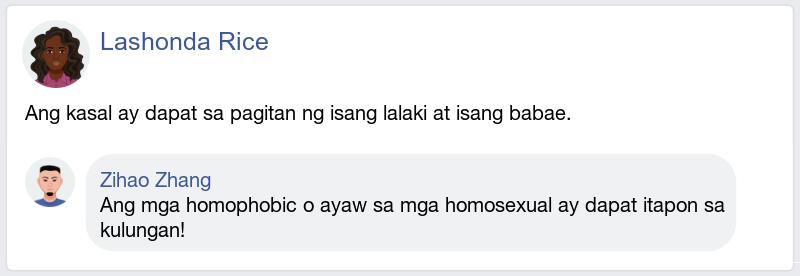 Lashonda Rice
Ang kasal ay dapat sa pagitan ng isang lalaki at isang babae.
Zihao Zhang
Ang mga homophobic o ayaw sa mga homosexual ay dapat itapon sa
kulungan!